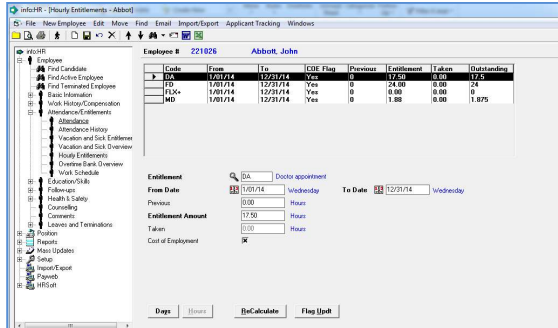 info:HR - [Hourly Entitlements - Abbot]
File New Employee Edit Move Find Email Import/Export Applicant Tracking Windows
info:HR
Employee
Find Candidate
Find Active Employee
Find Terminated Employee
Basic Information
Work History/Compensation
Attendance/Entitlements
Attendance
Attendance History
Vacation and Sick Entitlemen
Vacation and Sick Overview
Hourly Entitlements
Overtime Bank Overview
Work Schedule
Education/Skills
Follow-ups
Health & Safety
Counselling
Comments
Leaves and Terminations
Position
Reports
Mass Updates
Setup
Import/Export
Payweb
HRSoft
Employee # 221026 Abbott, John
Code From To COE Flag Previous Entitlement Taken Outstanding
DA 1/01/14 12/31/14 Yes 0 17.50 0.00 17.5
FD 1/01/14 12/31/14 Yes 0 24.00 0.00 24
FLX+ 1/01/14 12/31/14 Yes 0 0.00 0.00 0
MD 1/01/14 12/31/14 Yes 0 1.88 0.00 1.875
Entitlement DA Doctor appointment
From Date 1/01/14 Wednesday To Date 12/31/14 Wednesday
Previous 0.00 Hours
Entitlement Amount 17.50 Hours
Taken 0.00 Hours
Cost of Employment
Days Hours ReCalculate Flag Updt